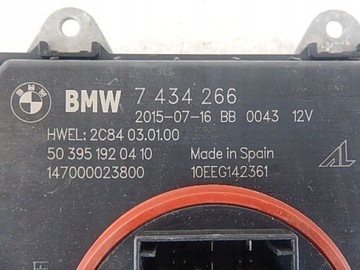 BMW 7 434 266
2015-07-16 BB 0043 12V
HWEL: 2C84 03.01.00
50 395 192 04 10 Made in Spain
147000023800 10EEG142361